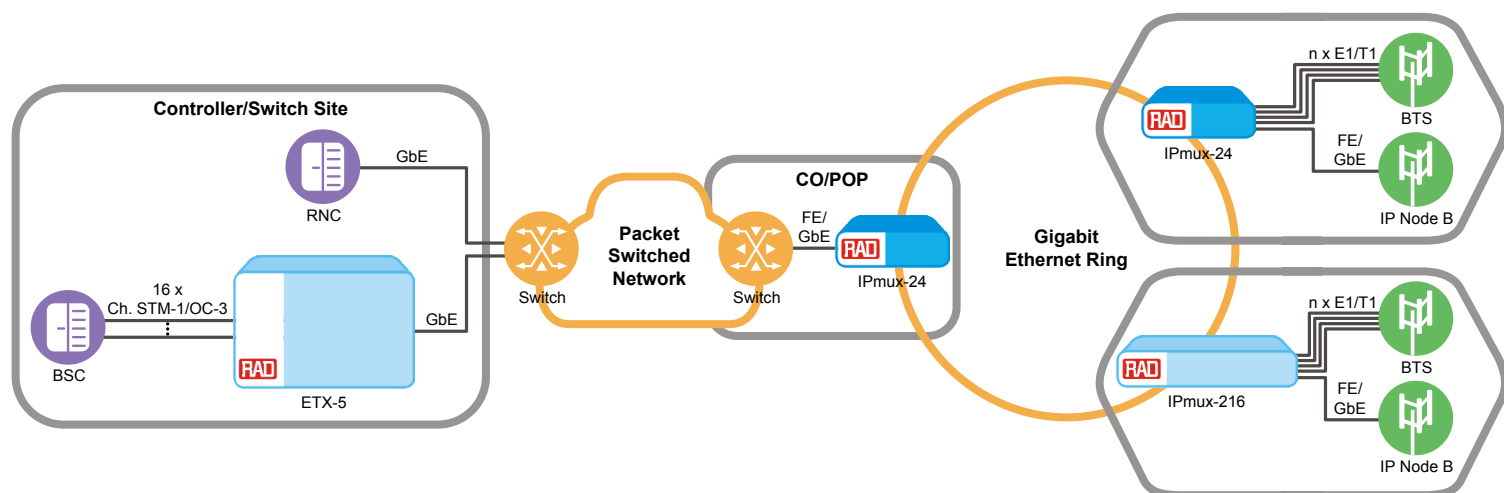 Controller/Switch Site
GbE
RNC
16 x
Ch. STM-1/OC-3
BSC
RAD
ETX-5
GbE
Switch
Packet
Switched
Network
CO/POP
Switch
FE/
GbE
RAD
IPmux-24
Gigabit
Ethernet Ring
RAD
IPmux-24
n x E1/T1
BTS
FE/
GbE
IP Node B
RAD
IPmux-216
n x E1/T1
BTS
FE/
GbE
IP Node B